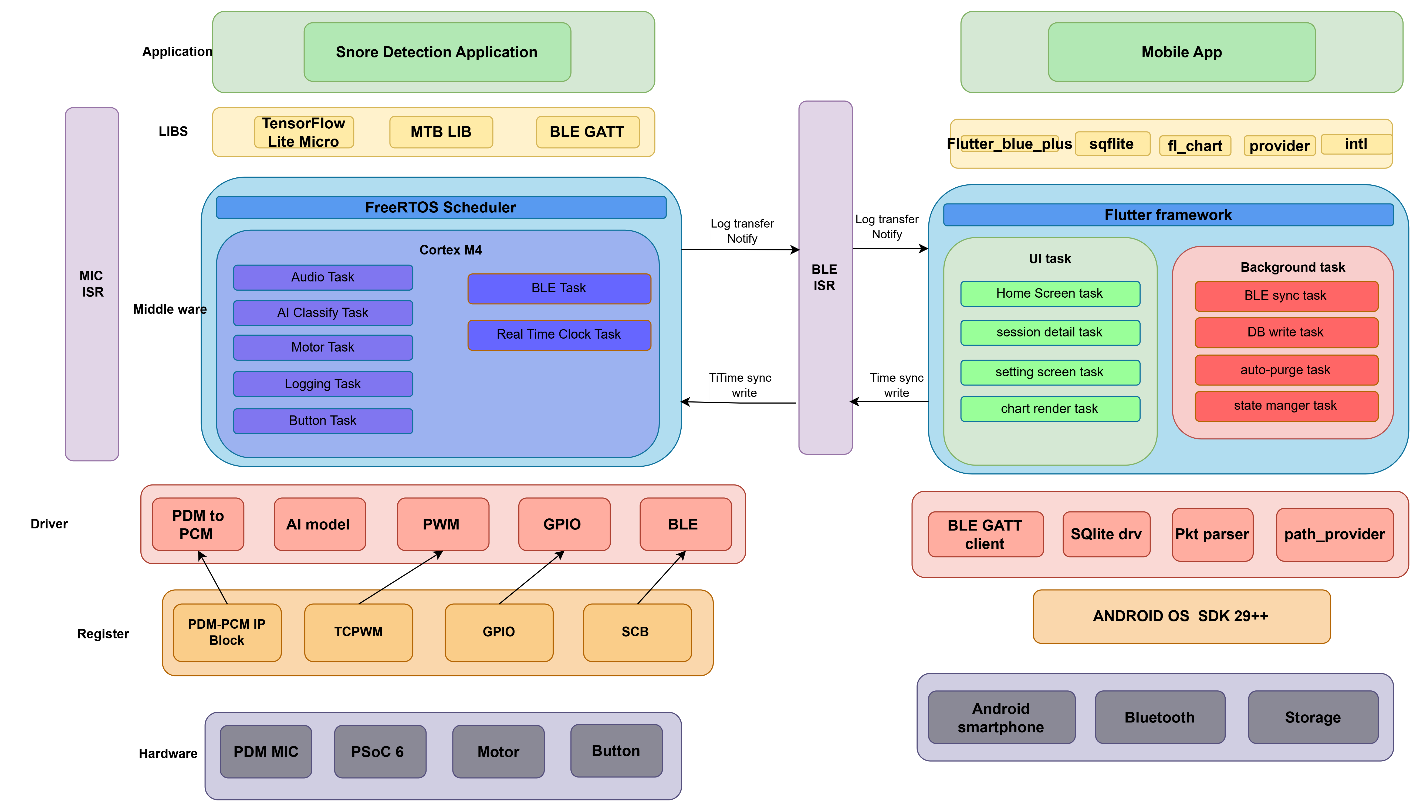 Application
Snore Detection Application
Mobile App
LIBS
TensorFlow
Lite Micro
MTB LIB
BLE GATT
Flutter_blue_plus
sqflite
fl_chart
provider
intl
MIC
ISR
Middle ware
FreeRTOS Scheduler
Cortex M4
Audio Task
AI Classify Task
Motor Task
Logging Task
Button Task
BLE Task
Real Time Clock Task
Log transfer
Notify
TiTime sync
write
BLE
ISR
Log transfer
Notify
Time sync
write
Flutter framework
UI task
Home Screen task
session detail task
setting screen task
chart render task
Background task
BLE sync task
DB write task
auto-purge task
state manger task
Driver
PDM to
PCM
AI model
PWM
GPIO
BLE
BLE GATT
client
SQlite drv
Pkt parser
path_provider
Register
PDM-PCM IP
Block
TCPWM
GPIO
SCB
ANDROID OS  SDK 29++
Hardware
PDM MIC
PSoC 6
Motor
Button
Android
smartphone
Bluetooth
Storage